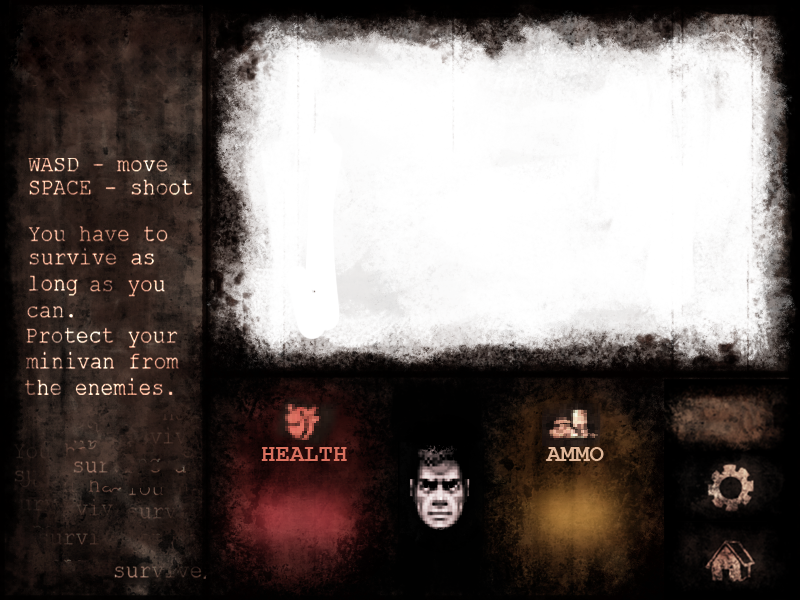 WASD - move
SPACE - shoot
You have to
survive as
long as you
can.
Protect your
minivan from
the enemies.
survive.
HEALTH
AMMO